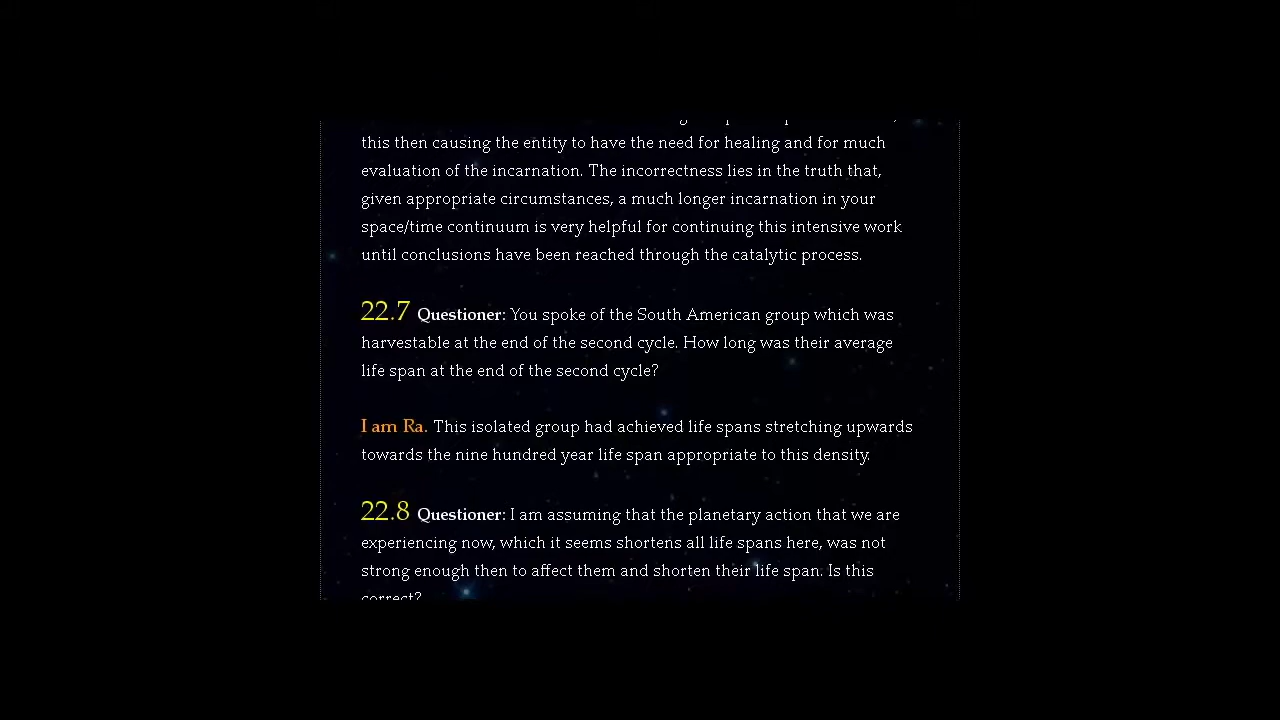 this then causing the entity to have the need for healing and for much
evaluation of the incarnation. The incorrectness lies in the truth that,
given appropriate circumstances, a much longer incarnation in your
space/time continuum is very helpful for continuing this intensive work
until conclusions have been reached through the catalytic process.
22.7 Questioner: You spoke of the South American group which was
harvestable at the end of the second cycle. How long was their average
life span at the end of the second cycle?
I am Ra. This isolated group had achieved life spans stretching upwards
towards the nine hundred year life span appropriate to this density.
22.8 Questioner: I am assuming that the planetary action that we are
experiencing now, which it seems shortens all life spans here, was not
strong enough then to affect them and shorten their life span. Is this
correct?